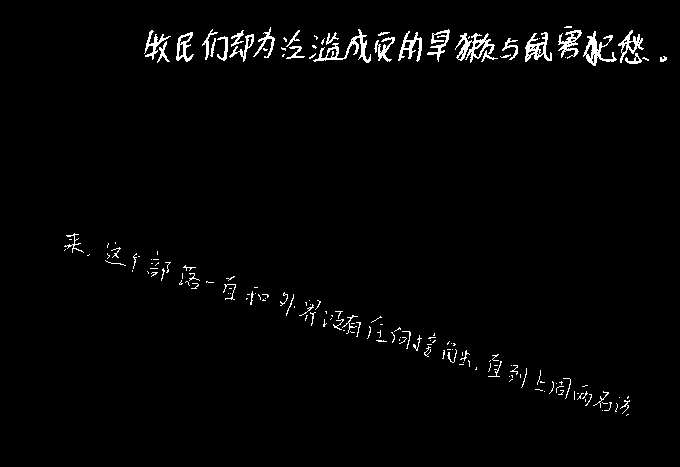 牧民们却为泛滥成灾的旱獭与鼠害犯愁。
来,这个部落一直和外界没有任何接触,直到上周两名该